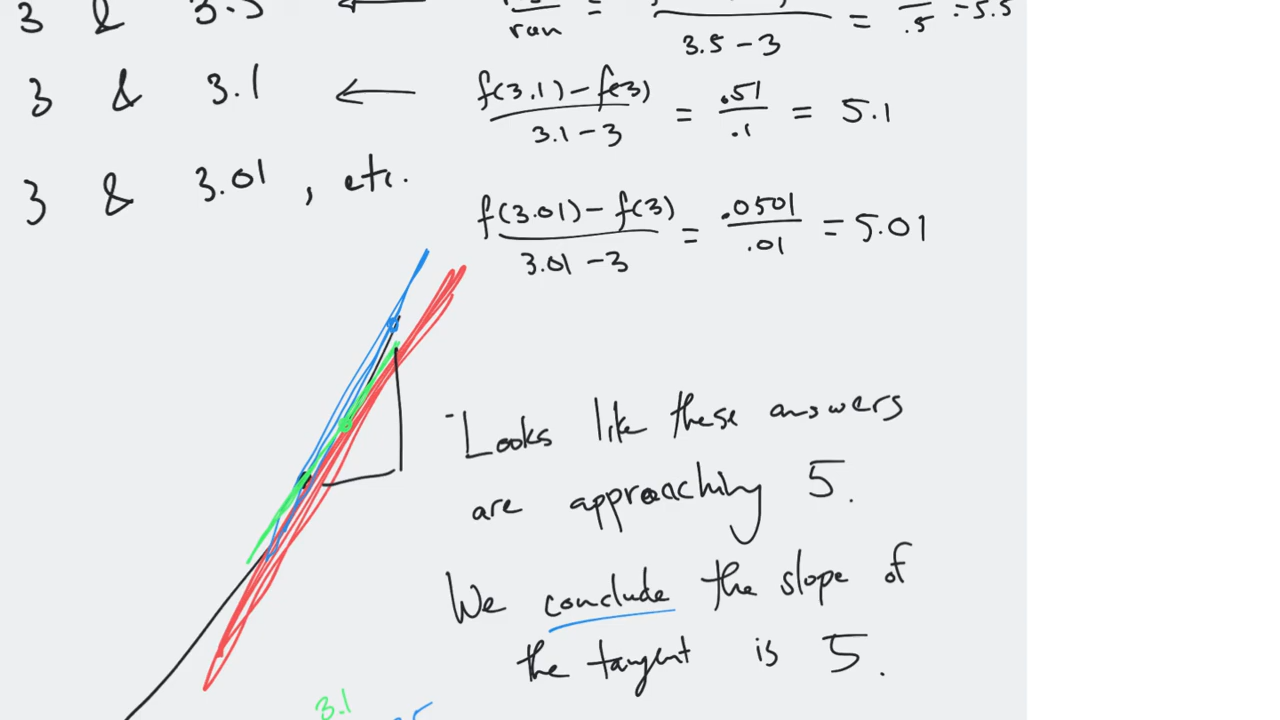 3 & 3.5 ←
ran = 3.5 - 3 = .5 = 5.5
3 & 3.1 ← f(3.1) - f(3) / 3.1 - 3 = .51 / .1 = 5.1
3 & 3.01 , etc.
f(3.01) - f(3) / 3.01 - 3 = .0501 / .01 = 5.01
- Looks like these answers
are approaching 5.
We conclude the slope of
the tangent is 5.
3.1